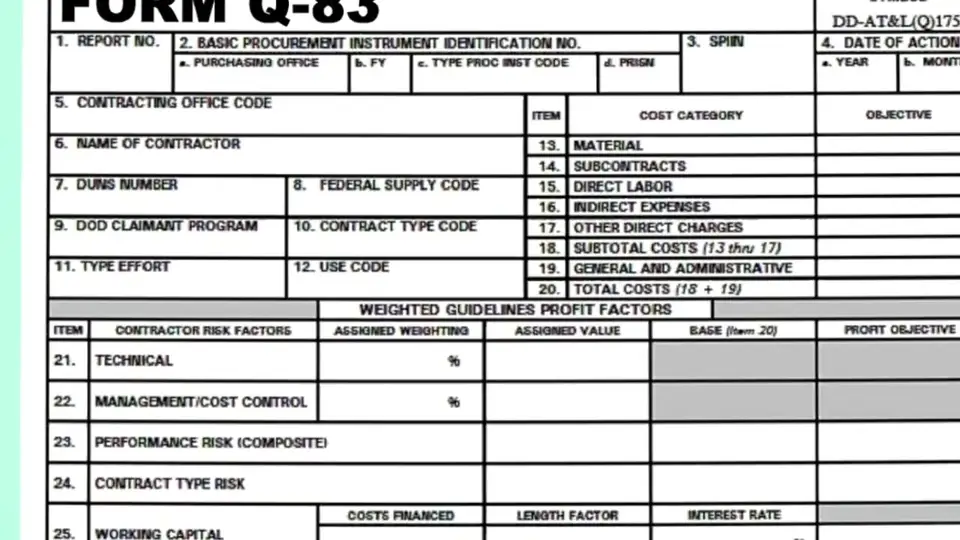 FORM Q-83
DD-AT&L(Q)175
1. REPORT NO.
2. BASIC PROCUREMENT INSTRUMENT IDENTIFICATION NO.
3. SPIIN
4. DATE OF ACTION
a. PURCHASING OFFICE
b. FY
c. TYPE PROC INST CODE
d. PRISN
a. YEAR
b. MONT
5. CONTRACTING OFFICE CODE
ITEM
COST CATEGORY
OBJECTIVE
6. NAME OF CONTRACTOR
13. MATERIAL
14. SUBCONTRACTS
7. DUNS NUMBER
8. FEDERAL SUPPLY CODE
15. DIRECT LABOR
16. INDIRECT EXPENSES
9. DOD CLAIMANT PROGRAM
10. CONTRACT TYPE CODE
17. OTHER DIRECT CHARGES
18. SUBTOTAL COSTS (13 thru 17)
11. TYPE EFFORT
12. USE CODE
19. GENERAL AND ADMINISTRATIVE
20. TOTAL COSTS (18 + 19)
WEIGHTED GUIDELINES PROFIT FACTORS
ITEM
CONTRACTOR RISK FACTORS
ASSIGNED WEIGHTING
ASSIGNED VALUE
BASE (Item 20)
PROFIT OBJECTIVE
21. TECHNICAL
%
22. MANAGEMENT/COST CONTROL
%
23. PERFORMANCE RISK (COMPOSITE)
24. CONTRACT TYPE RISK
COSTS FINANCED
LENGTH FACTOR
INTEREST RATE
25. WORKING CAPITAL